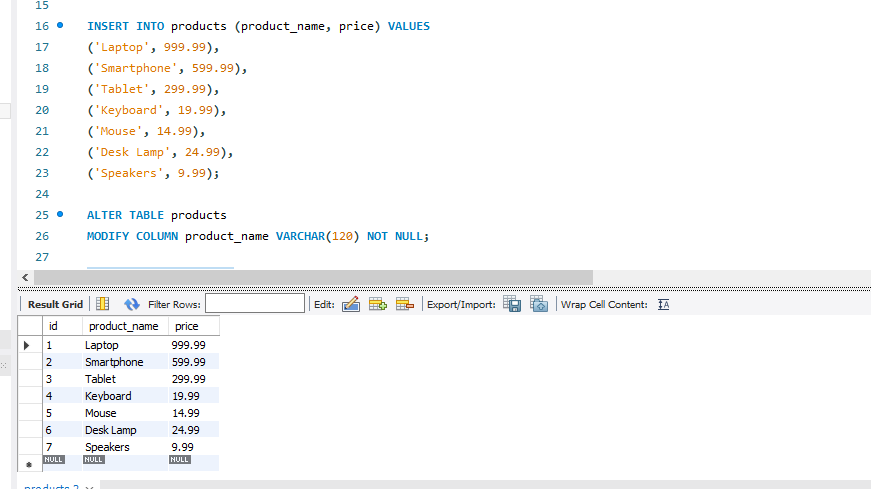 15
16 INSERT INTO products (product_name, price) VALUES
17 ('Laptop', 999.99),
18 ('Smartphone', 599.99),
19 ('Tablet', 299.99),
20 ('Keyboard', 19.99),
21 ('Mouse', 14.99),
22 ('Desk Lamp', 24.99),
23 ('Speakers', 9.99);
24
25 ALTER TABLE products
26 MODIFY COLUMN product_name VARCHAR(120) NOT NULL;
27
Result Grid Filter Rows: Edit: Export/Import: Wrap Cell Content: IA
id product_name price
1 Laptop 999.99
2 Smartphone 599.99
3 Tablet 299.99
4 Keyboard 19.99
5 Mouse 14.99
6 Desk Lamp 24.99
7 Speakers 9.99
NULL NULL NULL
products 2